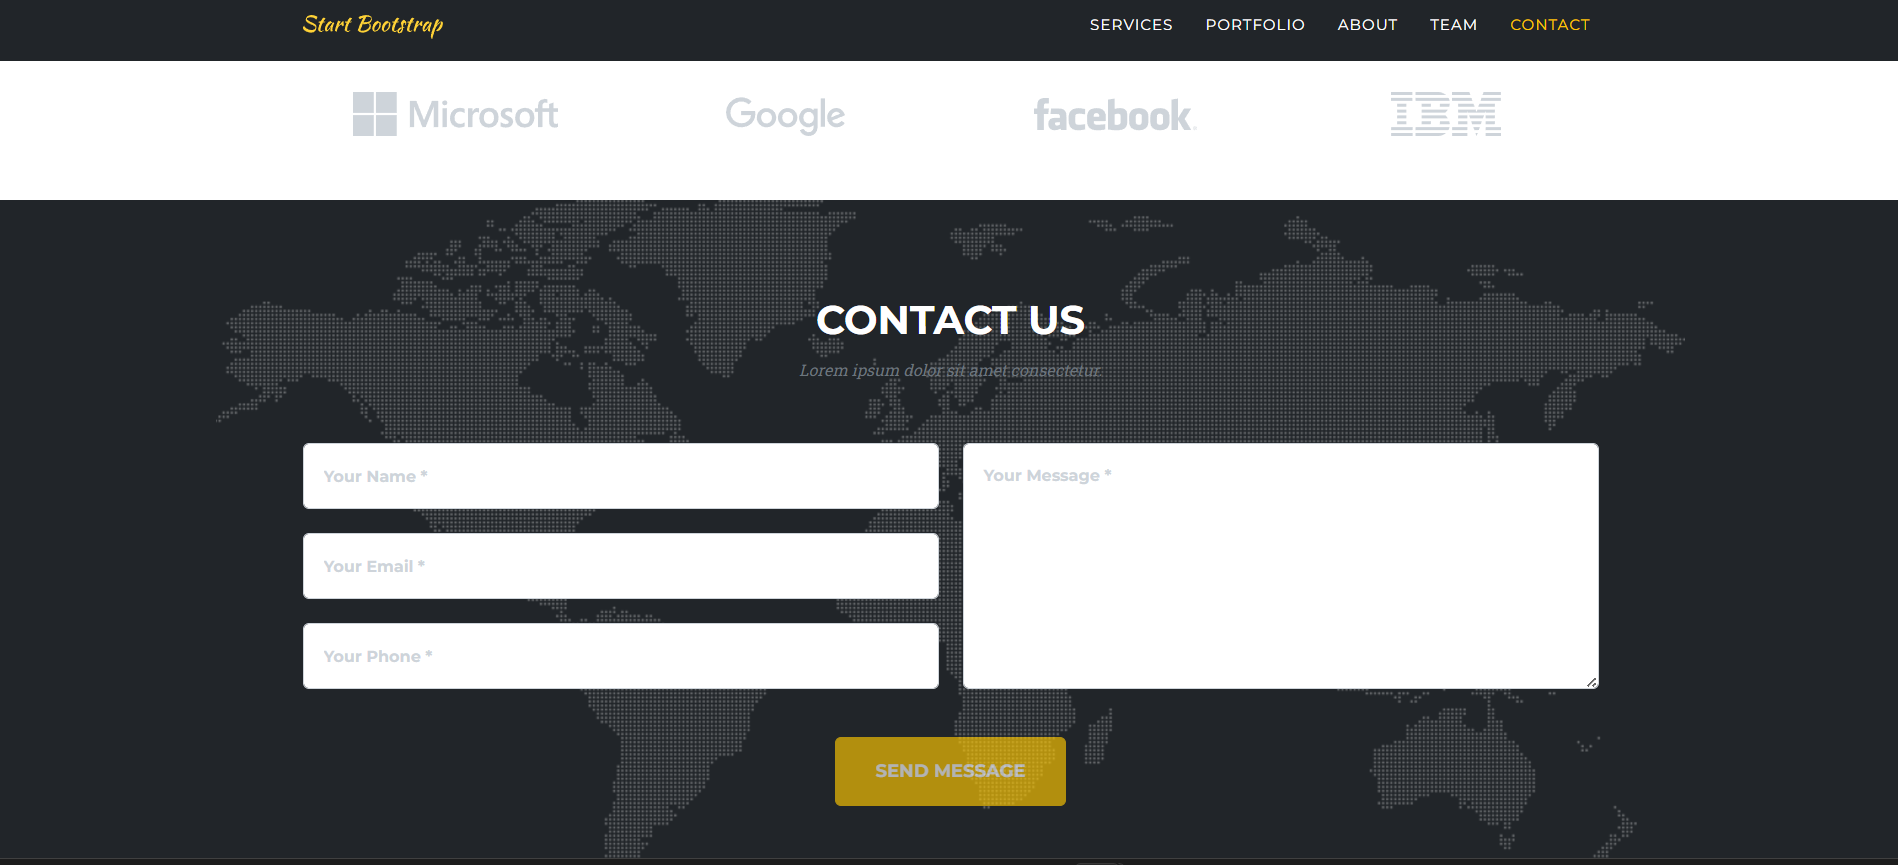 Start Bootstrap
SERVICES PORTFOLIO ABOUT TEAM CONTACT
Microsoft Google facebook IBM
CONTACT US
Lorem ipsum dolor sit amet consectetur.
Your Name *
Your Email *
Your Phone *
Your Message *
SEND MESSAGE